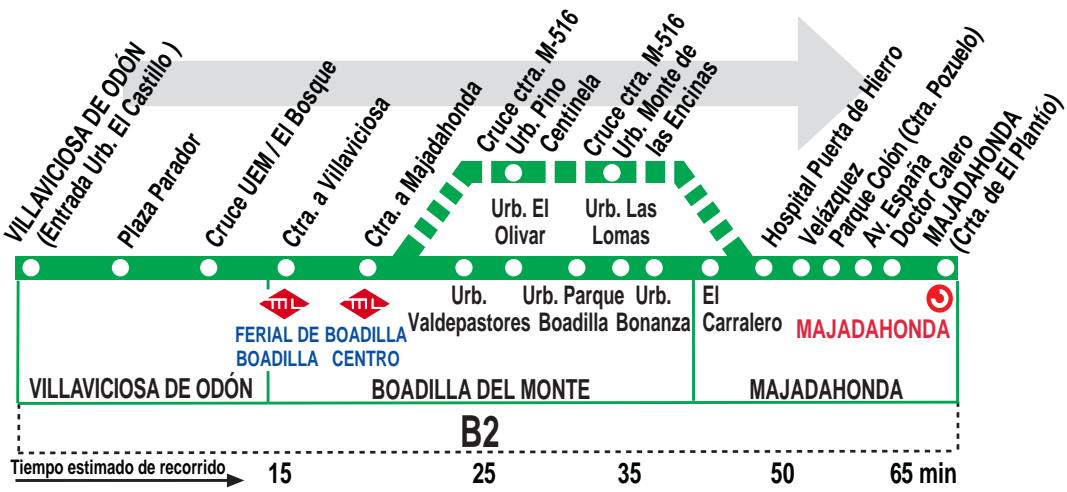 VILLAVICIOSA DE ODÓN
(Entrada Urb. El Castillo )
Plaza Parador
Cruce UEM / El Bosque
Ctra. a Villaviciosa
Ctra. a Majadahonda
Cruce ctra. M-516
Urb. Pino
Centinela
Cruce ctra. M-516
Urb. Monte de
las Encinas
Hospital Puerta de Hierro
Velázquez
Parque Colón (Ctra. Pozuelo)
Av. España
Doctor Calero
MAJADAHONDA
(Crta. de El Plantío)
Urb. El
Olivar
Urb. Las
Lomas
ML
FERIAL DE
BOADILLA
ML
BOADILLA
CENTRO
Urb.
Valdepastores
Urb. Parque
Boadilla
Urb.
Bonanza
El
Carralero
MAJADAHONDA
VILLAVICIOSA DE ODÓN
BOADILLA DEL MONTE
MAJADAHONDA
B2
Tiempo estimado de recorrido
15
25
35
50
65 min